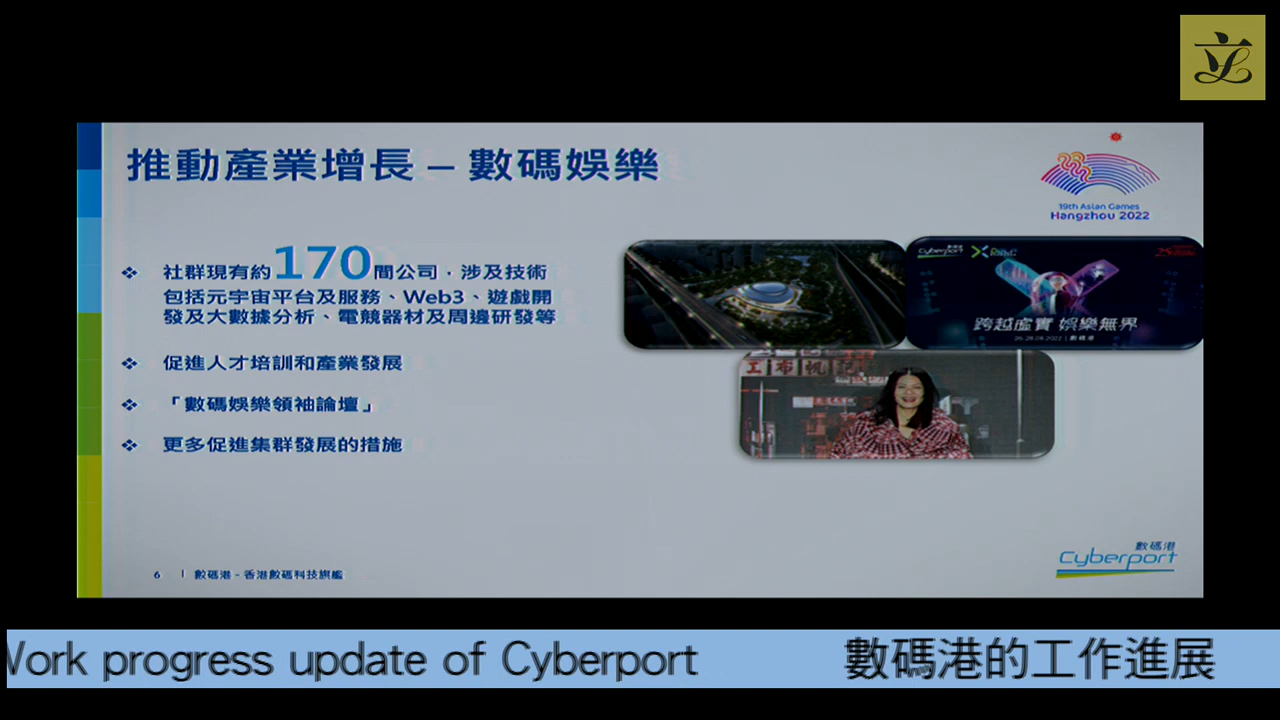 推動產業增長 – 數碼娛樂
19th Asian Games
Hangzhou 2022
社群現有約170間公司，涉及技術
包括元宇宙平台及服務、Web3、遊戲開
發及大數據分析、電競器材及周邊研發等
促進人才培訓和產業發展
「數碼娛樂領袖論壇」
更多促進集群發展的措施
Cyberport
跨越虛實 娛樂無界
工布帆
數碼港
Cyberport
6 | 數碼港 - 香港數碼科技旗艦
Work progress update of Cyberport 數碼港的工作進展